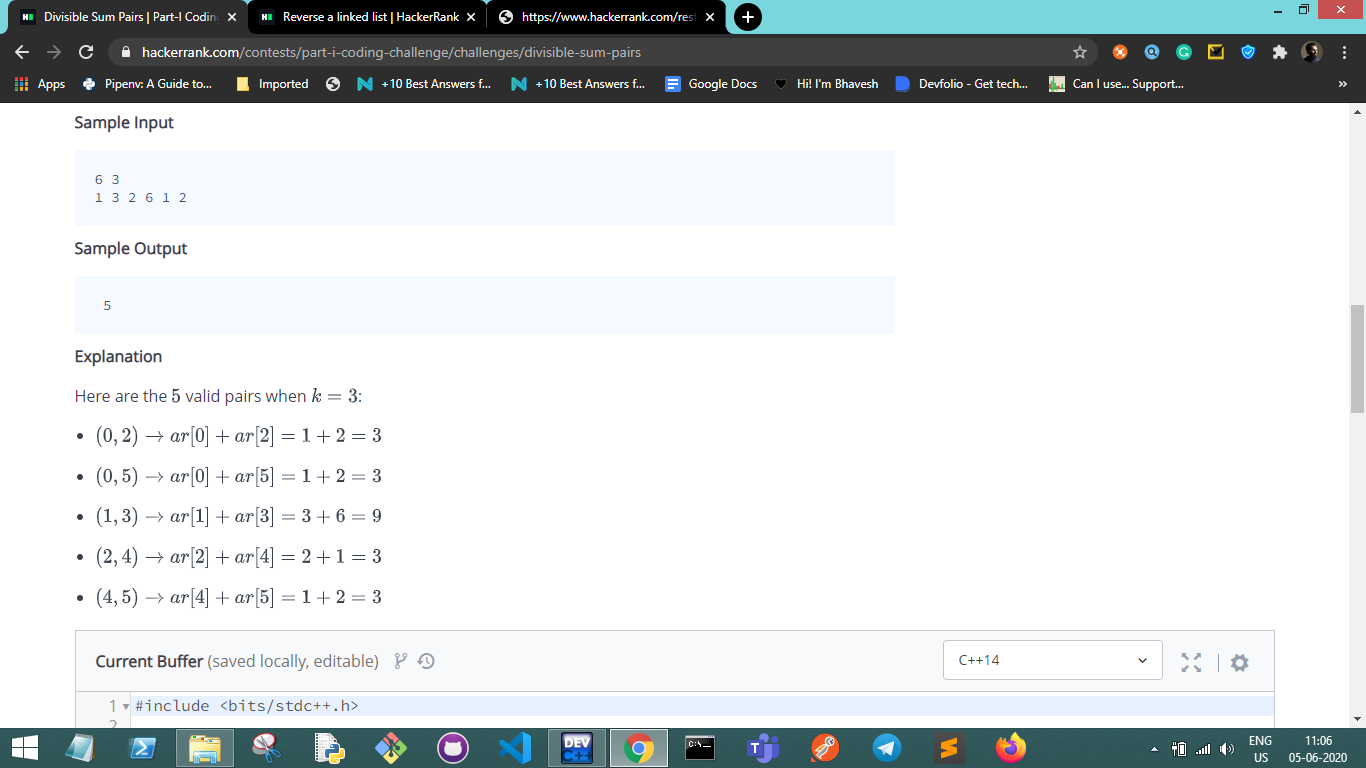 Divisible Sum Pairs | Part-I Coding
Reverse a linked list | HackerRank
https://www.hackerrank.com/rest
hackerrank.com/contests/part-i-coding-challenge/challenges/divisible-sum-pairs
Apps Pipenv: A Guide to... Imported +10 Best Answers f... +10 Best Answers f... Google Docs Hi! I'm Bhavesh Devfolio - Get tech... Can I use... Support... »
Sample Input
6 3
1 3 2 6 1 2
Sample Output
5
Explanation
Here are the 5 valid pairs when k = 3:
• (0, 2) → ar[0] + ar[2] = 1 + 2 = 3
• (0, 5) → ar[0] + ar[5] = 1 + 2 = 3
• (1, 3) → ar[1] + ar[3] = 3 + 6 = 9
• (2, 4) → ar[2] + ar[4] = 2 + 1 = 3
• (4, 5) → ar[4] + ar[5] = 1 + 2 = 3
Current Buffer (saved locally, editable)
C++14
1 #include <bits/stdc++.h>
2
DEV C++
C:\
ENG 11:06
US 05-06-2020